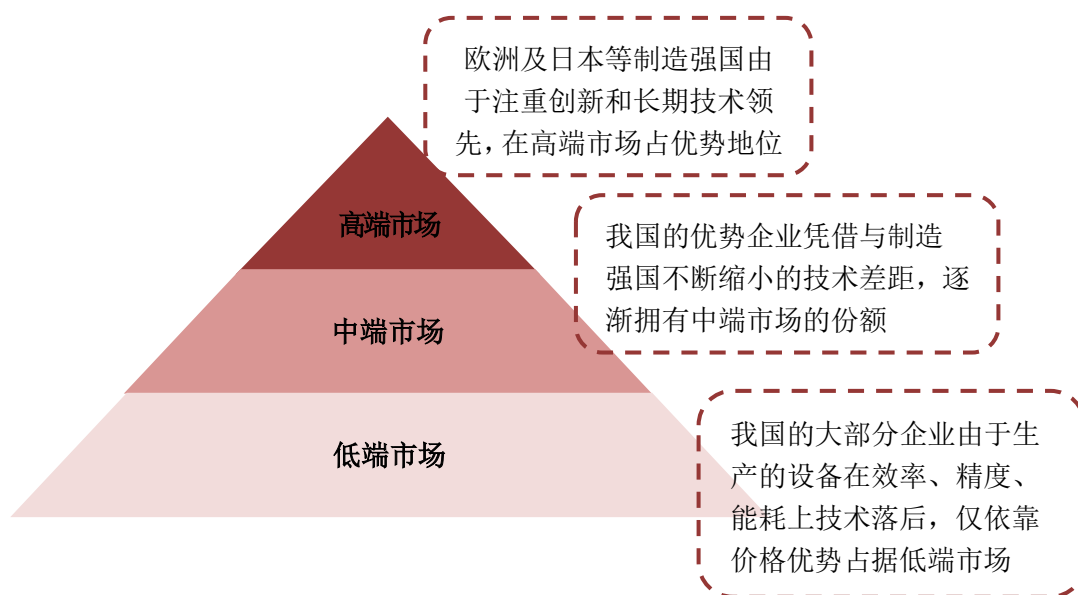 欧洲及日本等制造强国由
于注重创新和长期技术领
先，在高端市场占优势地位
高端市场
我国的优势企业凭借与制造
强国不断缩小的技术差距，逐
渐拥有中端市场的份额
中端市场
我国的大部分企业由于生
产的设备在效率、精度、
能耗上技术落后，仅依靠
价格优势占据低端市场
低端市场